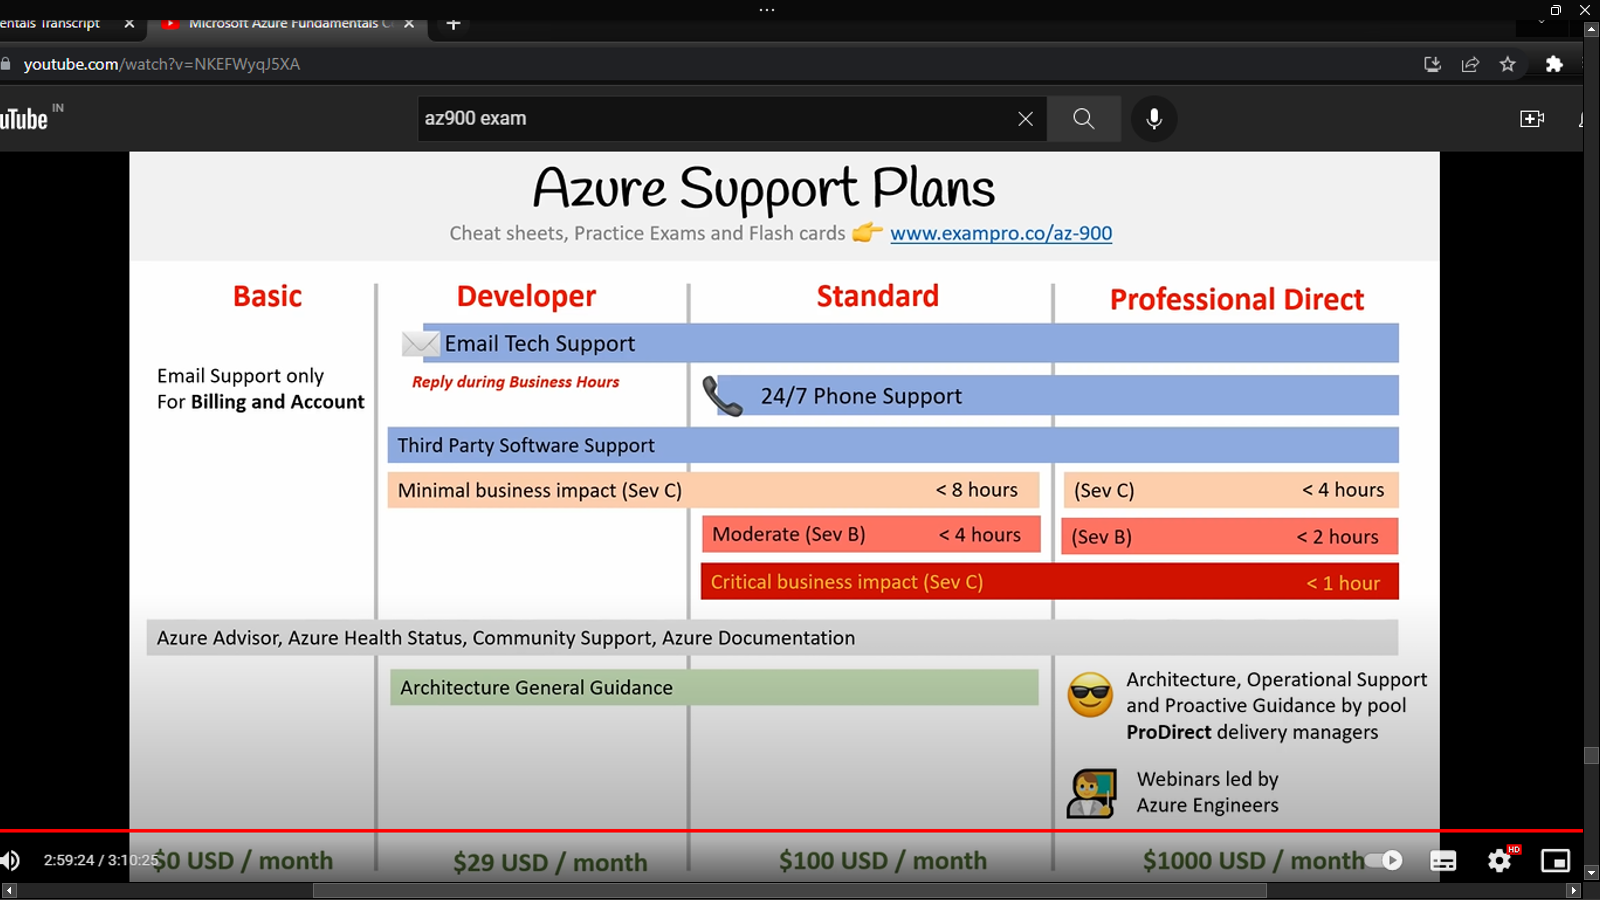 entals Transcript
Microsoft Azure Fundamentals C
youtube.com/watch?v=NKEFWyqJ5XA
uTube IN
az900 exam
Azure Support Plans
Cheat sheets, Practice Exams and Flash cards 👉 www.exampro.co/az-900
Basic
Developer
Standard
Professional Direct
Email Tech Support
Email Support only
For Billing and Account
Reply during Business Hours
24/7 Phone Support
Third Party Software Support
Minimal business impact (Sev C) < 8 hours
(Sev C) < 4 hours
Moderate (Sev B) < 4 hours
(Sev B) < 2 hours
Critical business impact (Sev C) < 1 hour
Azure Advisor, Azure Health Status, Community Support, Azure Documentation
Architecture General Guidance
Architecture, Operational Support
and Proactive Guidance by pool
ProDirect delivery managers
Webinars led by
Azure Engineers
2:59:24 / 3:10:25
$0 USD / month
$29 USD / month
$100 USD / month
$1000 USD / month
HD